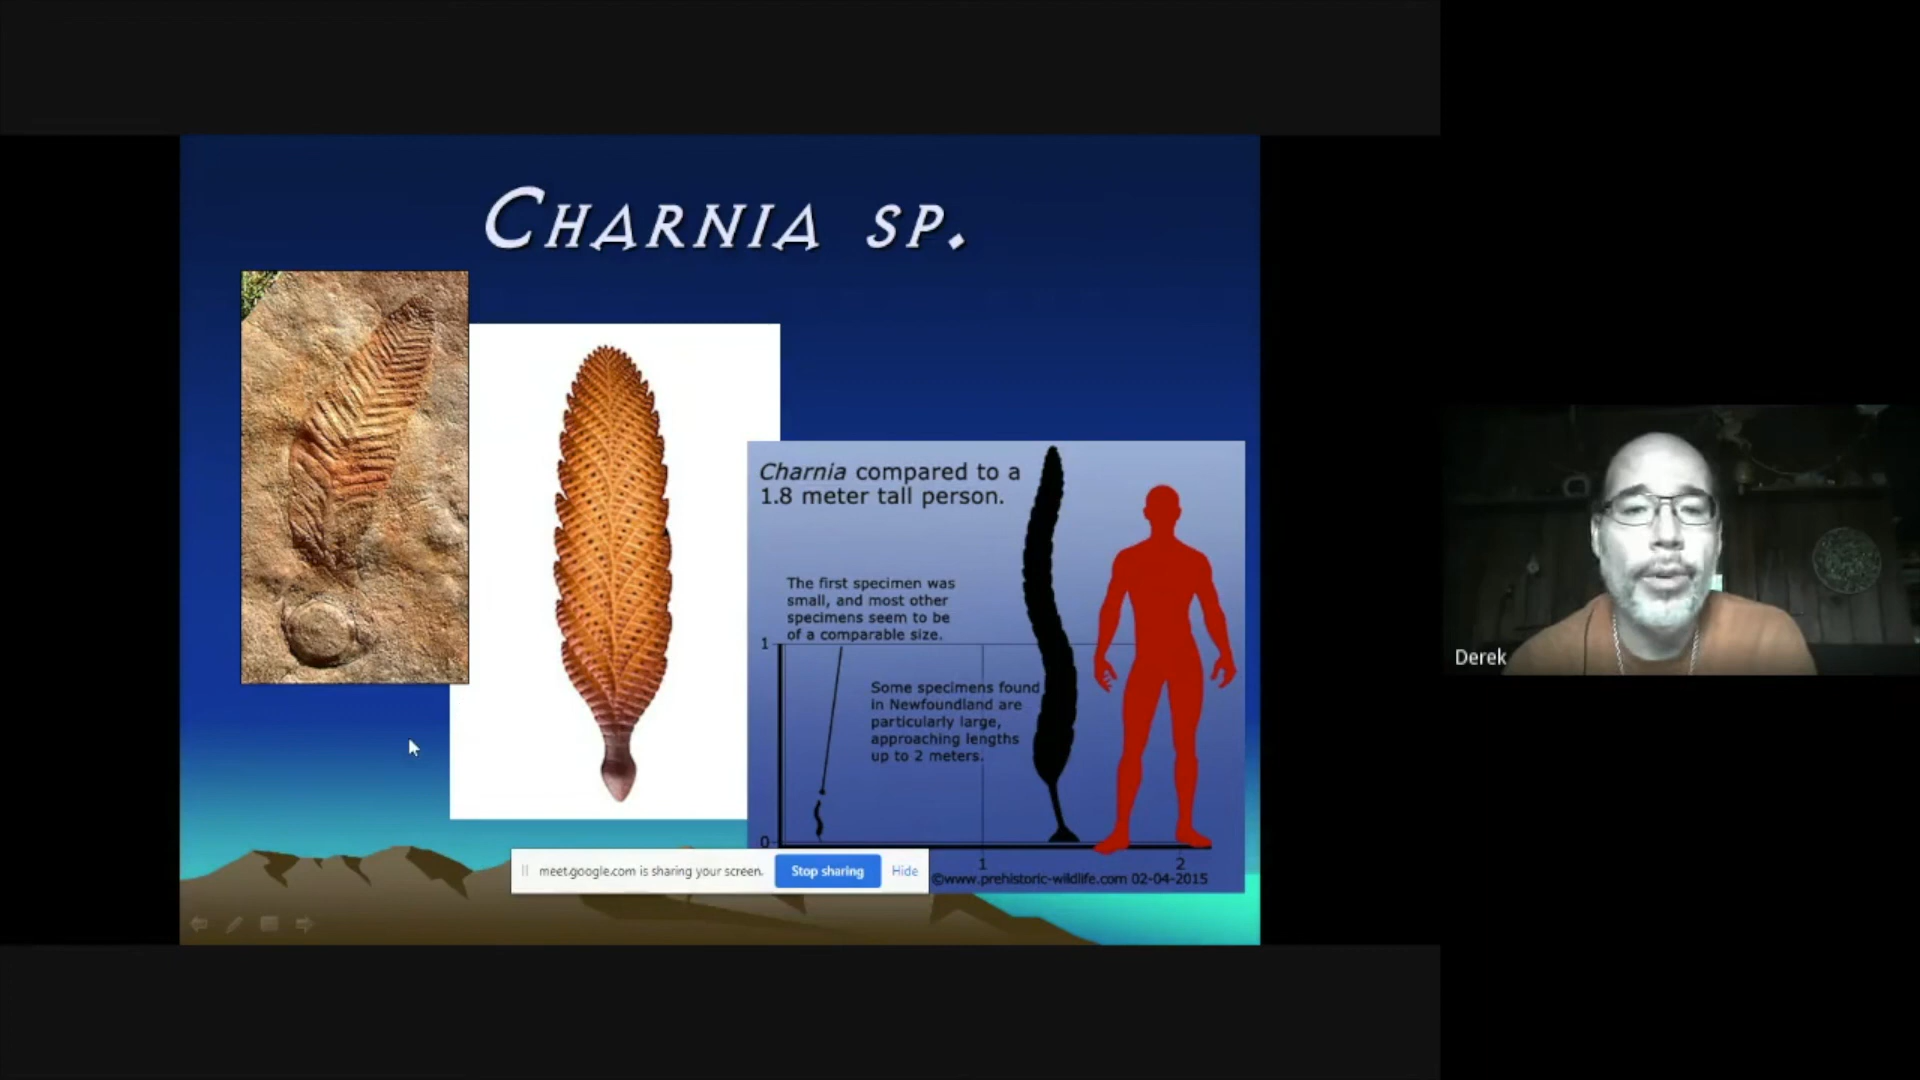 CHARNIA SP.
Charnia compared to a
1.8 meter tall person.
The first specimen was
small, and most other
specimens seem to be
of a comparable size.
1
Some specimens found
in Newfoundland are
particularly large,
approaching lengths
up to 2 meters.
0
1
2
©www.prehistoric-wildlife.com 02-04-2015
meet.google.com is sharing your screen.
Stop sharing
Hide
Derek